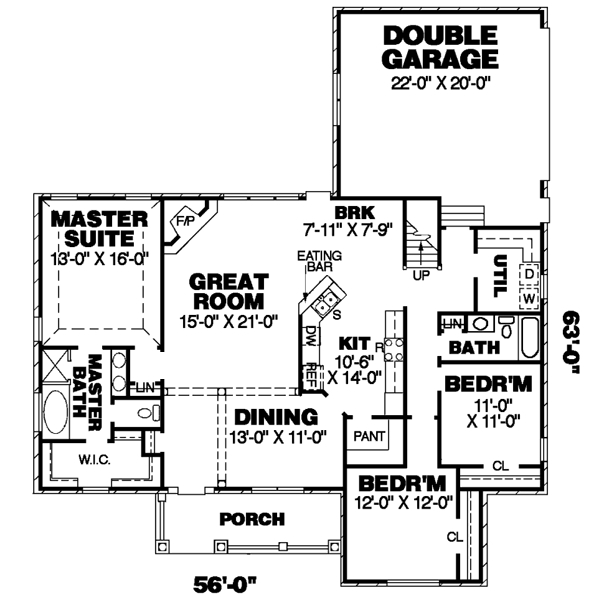 DOUBLE
GARAGE
22'-0" X 20'-0"
MASTER
SUITE
13'-0" X 16'-0"
F/P
BRK
7'-11" X 7'-9"
EATING
BAR
UP
UTIL
D
W
GREAT
ROOM
15'-0" X 21'-0"
S
DW
REF
KIT
10'-6"
X 14'-0"
R
LIN
BATH
63'-0"
MASTER
BATH
LIN
W.I.C.
DINING
13'-0" X 11'-0"
PANT
BEDR'M
11'-0"
X 11'-0"
CL
BEDR'M
12'-0" X 12'-0"
CL
PORCH
56'-0"